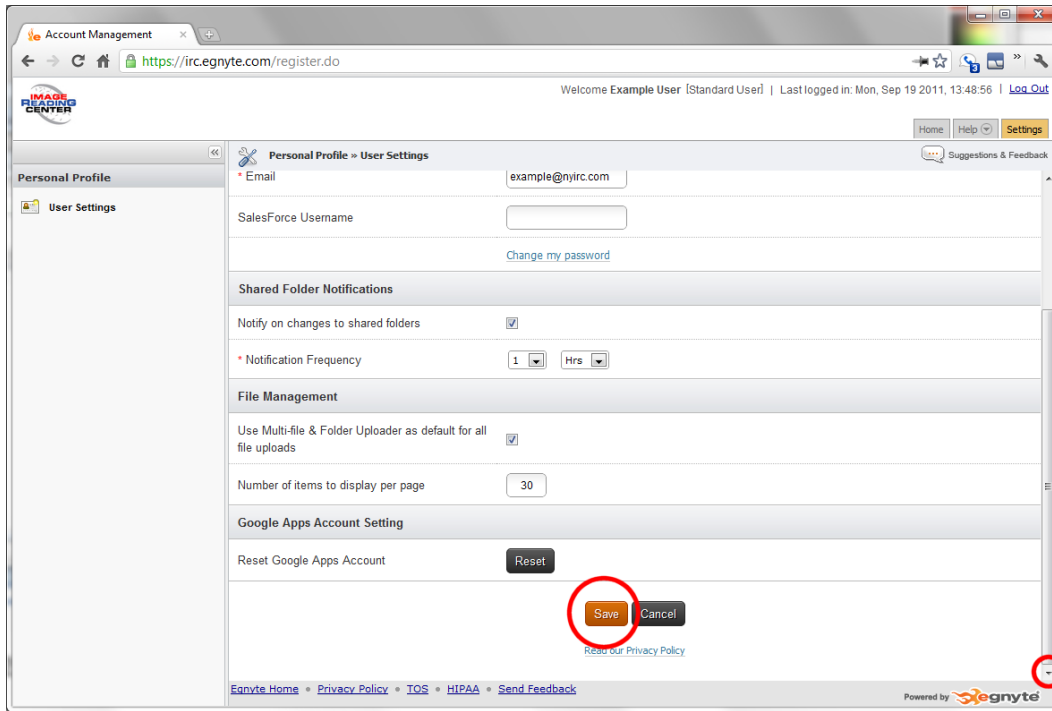 Account Management
https://irc.egnyte.com/register.do
3
IMAGE
READING
CENTER
Welcome Example User [Standard User] | Last logged in: Mon, Sep 19 2011, 13:48:56 | Log Out
Home Help Settings
Personal Profile » User Settings
Suggestions & Feedback
Personal Profile
User Settings
* Email example@nyirc.com
SalesForce Username
Change my password
Shared Folder Notifications
Notify on changes to shared folders
* Notification Frequency 1 Hrs
File Management
Use Multi-file & Folder Uploader as default for all
file uploads
Number of items to display per page 30
Google Apps Account Setting
Reset Google Apps Account Reset
Save Cancel
Read our Privacy Policy
Egnyte Home • Privacy Policy • TOS • HIPAA • Send Feedback
Powered by egnyte